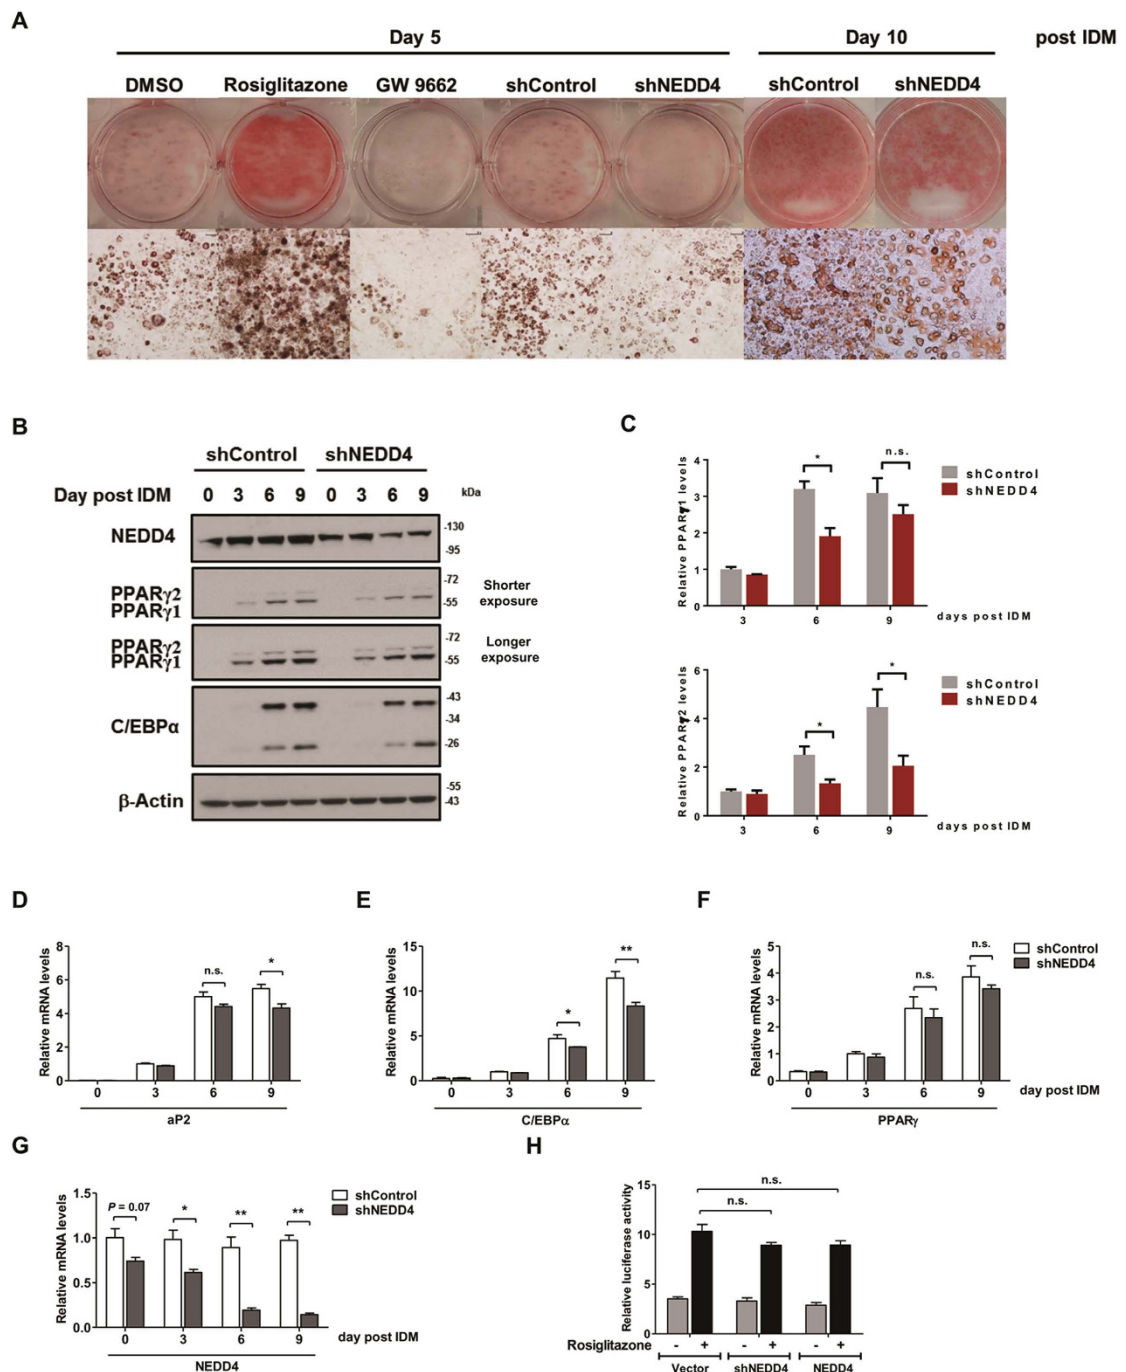 A
Day 5 Day 10 post IDM
DMSO Rosiglitazone GW 9662 shControl shNEDD4 shControl shNEDD4
B
shControl shNEDD4
Day post IDM 0 3 6 9 0 3 6 9 kDa
NEDD4 -130
-95
PPARγ2 -72 Shorter
PPARγ1 -55 exposure
PPARγ2 -72 Longer
PPARγ1 -55 exposure
C/EBPα -43
-34
-26
β-Actin -55
-43
C
Relative PPARγ1 levels
0 1 2 3 4
* n.s.
shControl
shNEDD4
3 6 9 days post IDM
Relative PPARγ2 levels
0 2 4 6
* *
shControl
shNEDD4
3 6 9 days post IDM
D
Relative mRNA levels
0 2 4 6 8
n.s. *
0 3 6 9
aP2
E
Relative mRNA levels
0 5 10 15
* **
0 3 6 9
C/EBPα
F
Relative mRNA levels
0 1 2 3 4 5
n.s. n.s.
shControl
shNEDD4
0 3 6 9 day post IDM
PPARγ
G
Relative mRNA levels
0.0 0.5 1.0 1.5
P = 0.07 * ** **
shControl
shNEDD4
0 3 6 9 day post IDM
NEDD4
H
Relative luciferase activity
0 5 10 15
n.s.
n.s.
Rosiglitazone - + - + - +
Vector shNEDD4 NEDD4